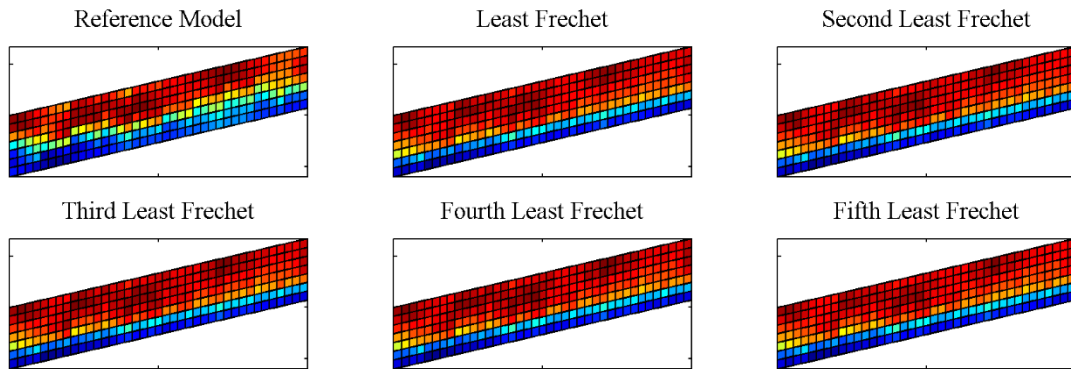 Reference Model
Least Frechet
Second Least Frechet
Third Least Frechet
Fourth Least Frechet
Fifth Least Frechet